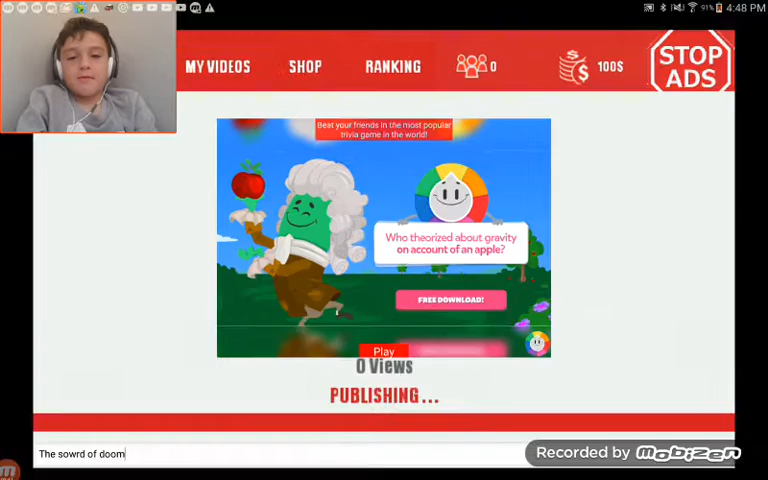 91% 4:48 PM
MY VIDEOS SHOP RANKING 0 100$ STOP ADS
Beat your friends in the most popular
trivia game in the world!
Who theorized about gravity
on account of an apple?
FREE DOWNLOAD!
Play
0 Views
PUBLISHING...
The sowrd of doom
Recorded by MOBIZEN